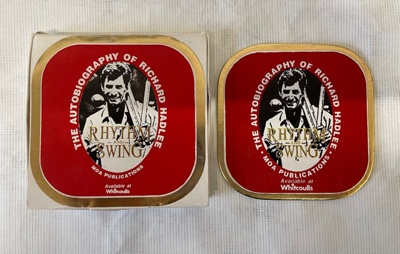 THE AUTOBIOGRAPHY OF RICHARD HADLEE
RHYTHM
SWING
• MOA PUBLICATIONS •
Available at
Whitcoulls
THE AUTOBIOGRAPHY OF RICHARD HADLEE
RHYTHM
SWING
• MOA PUBLICATIONS •
Available at
Whitcoulls